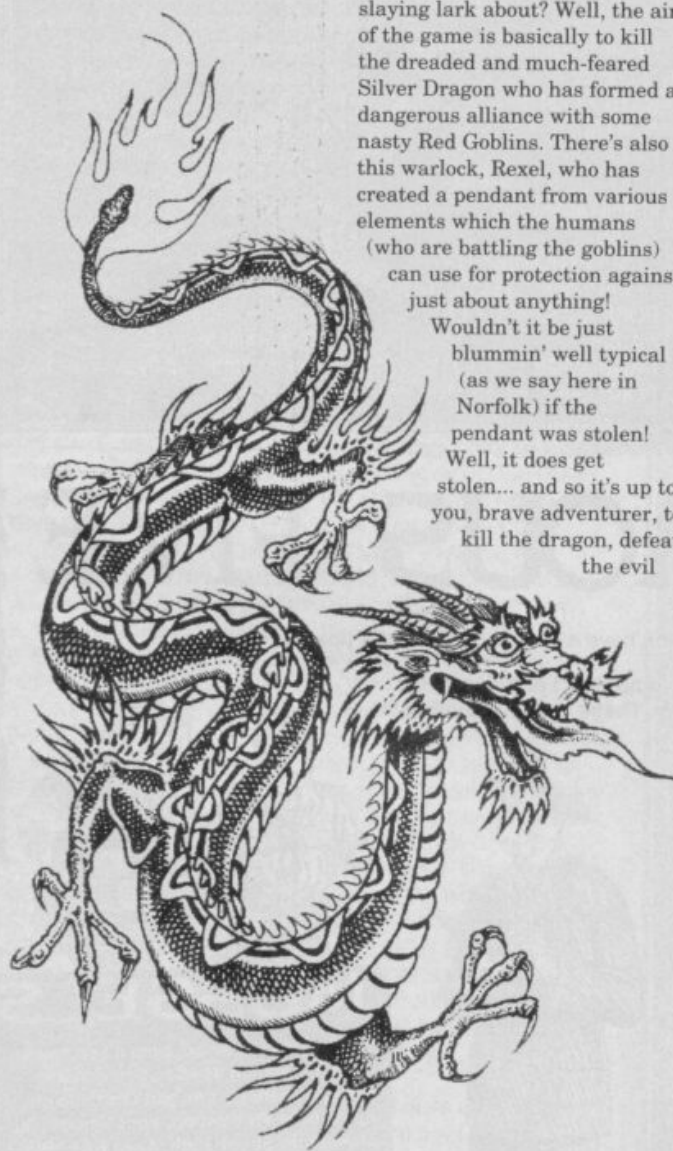 slaying lark about? Well, the aim
of the game is basically to kill
the dreaded and much-feared
Silver Dragon who has formed a
dangerous alliance with some
nasty Red Goblins. There's also
this warlock, Rexel, who has
created a pendant from various
elements which the humans
(who are battling the goblins)
can use for protection agains
just about anything!
Wouldn't it be just
blummin' well typical
(as we say here in
Norfolk) if the
pendant was stolen!
Well, it does get
stolen... and so it's up to
you, brave adventurer, to
kill the dragon, defeat
the evil